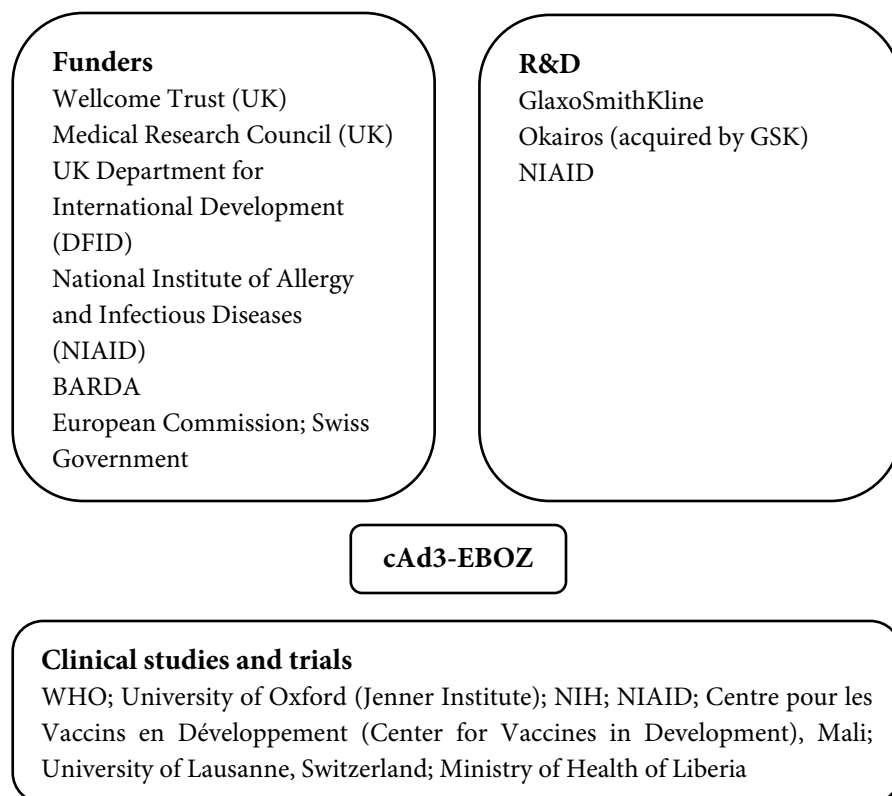 Funders
Wellcome Trust (UK)
Medical Research Council (UK)
UK Department for
International Development
(DFID)
National Institute of Allergy
and Infectious Diseases
(NIAID)
BARDA
European Commission; Swiss
Government
R&D
GlaxoSmithKline
Okairos (acquired by GSK)
NIAID
cAd3-EBOZ
Clinical studies and trials
WHO; University of Oxford (Jenner Institute); NIH; NIAID; Centre pour les
Vaccins en Développement (Center for Vaccines in Development), Mali;
University of Lausanne, Switzerland; Ministry of Health of Liberia